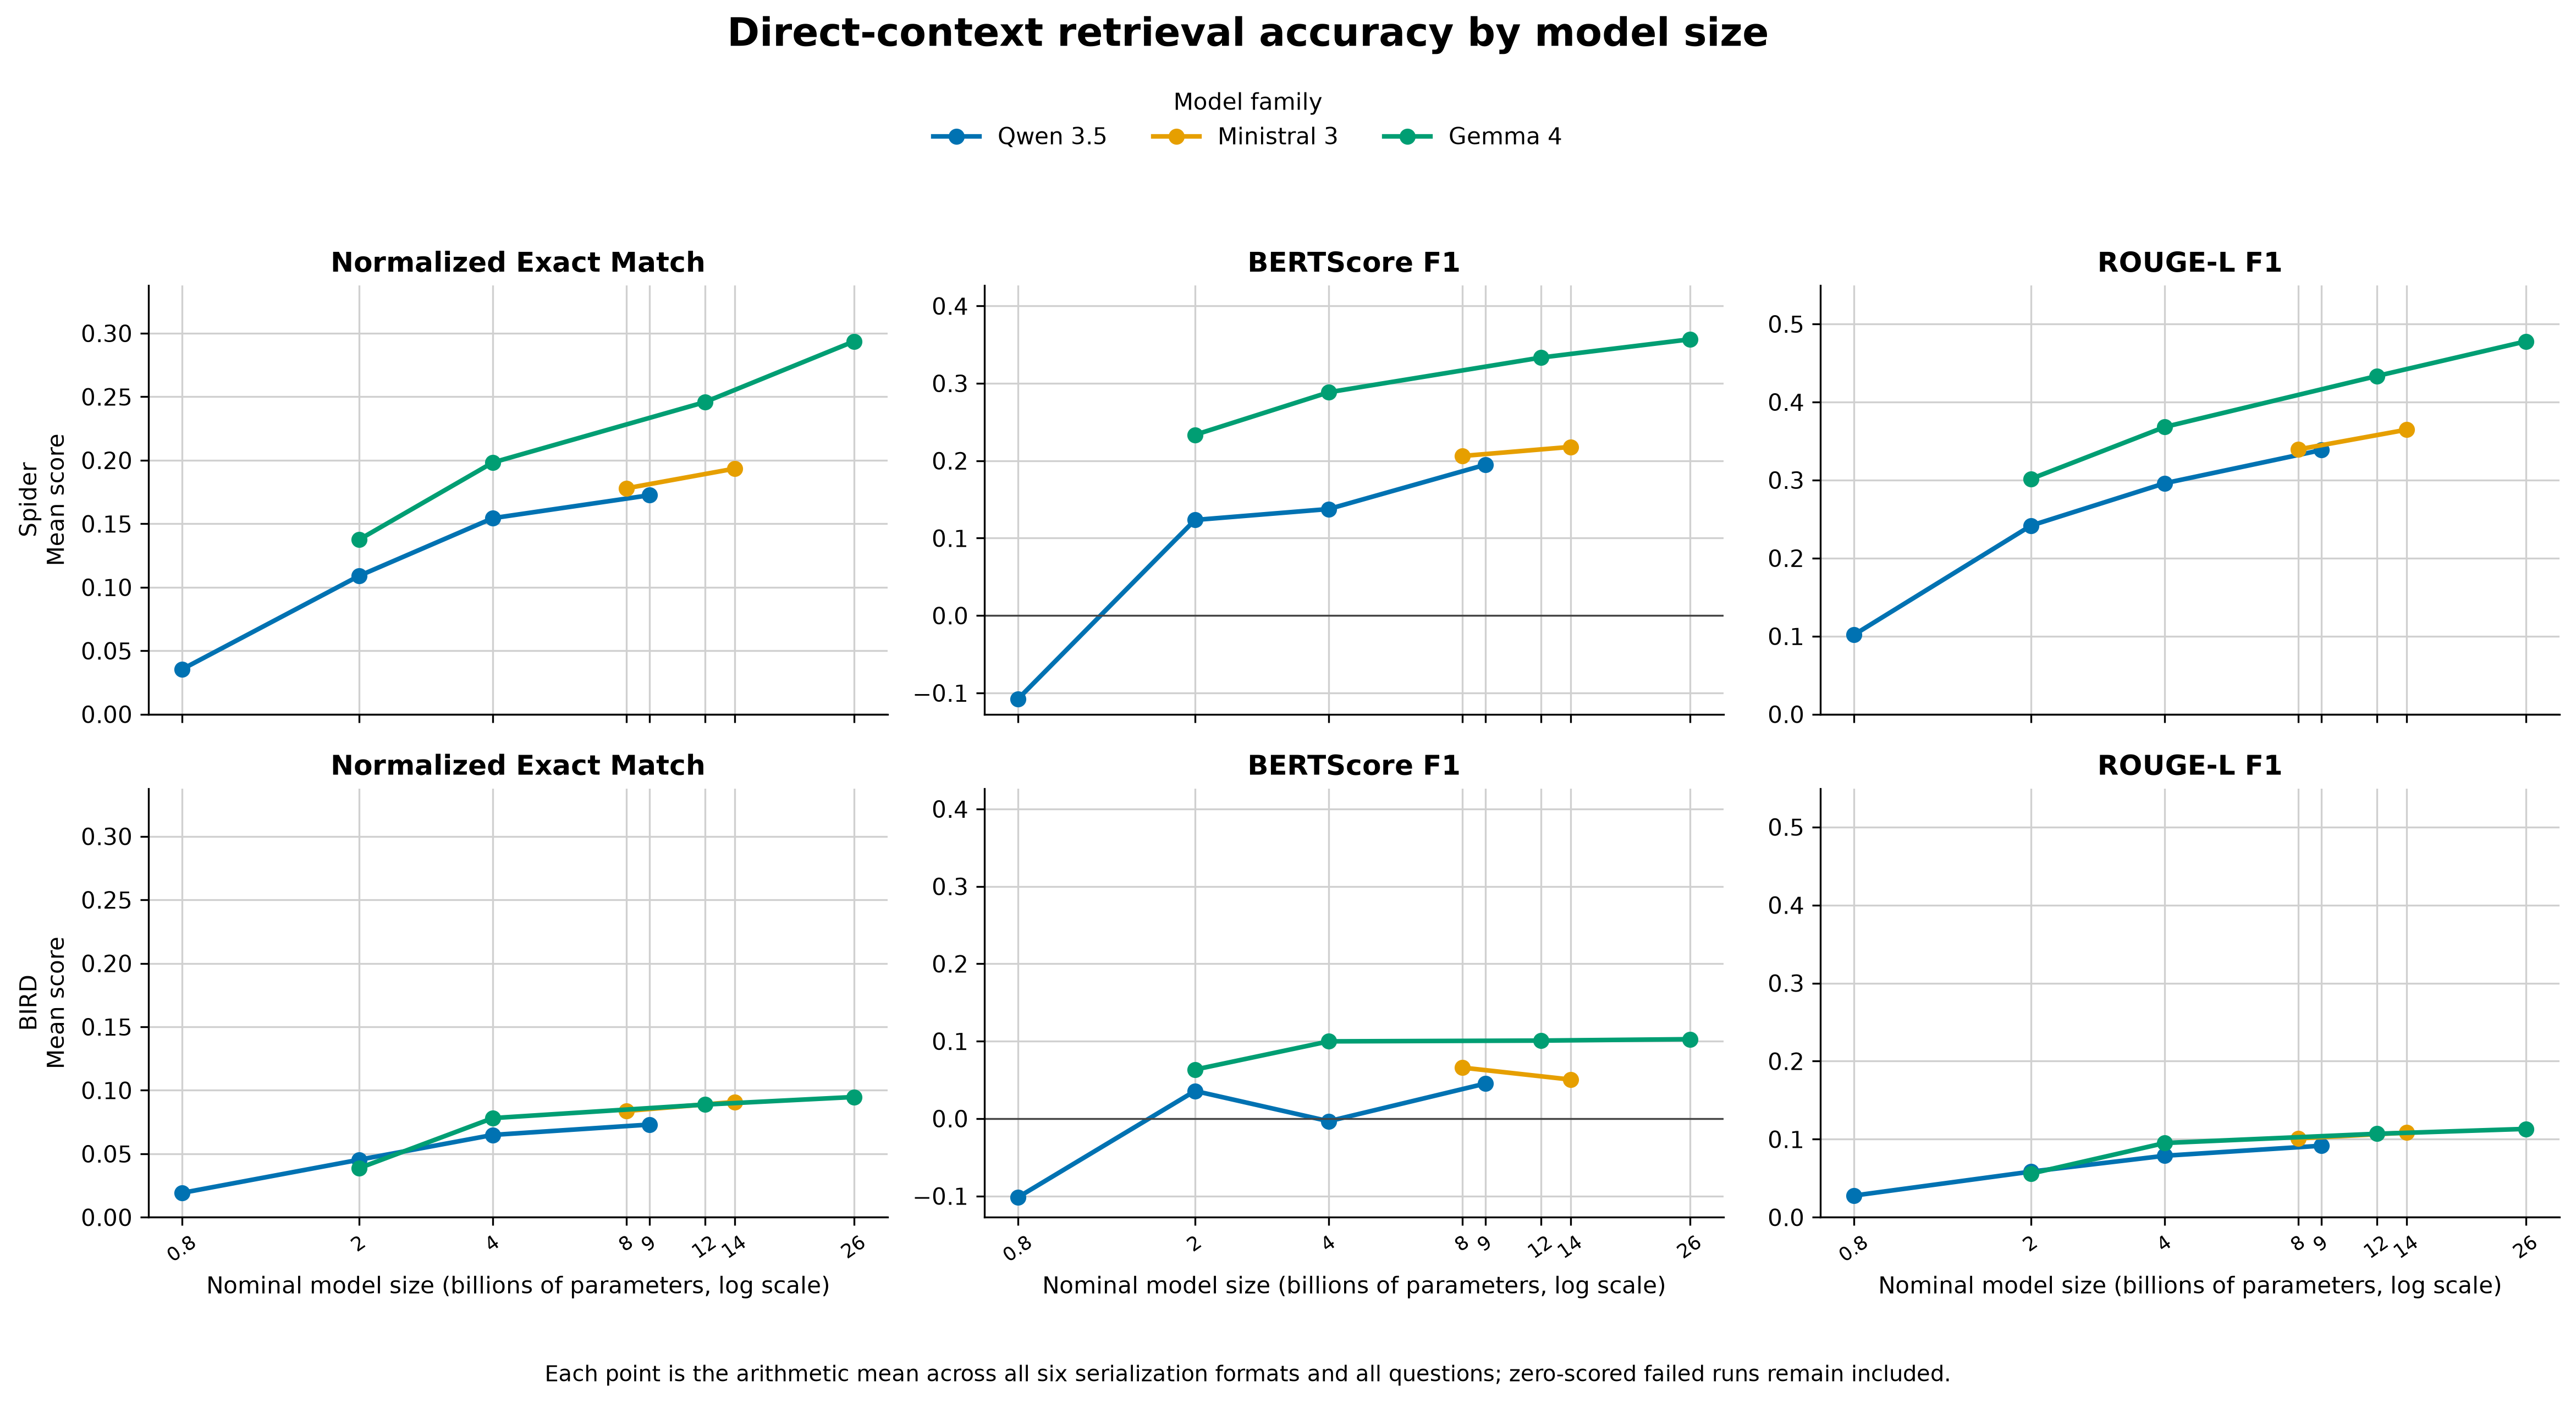 Direct-context retrieval accuracy by model size
Model family
Qwen 3.5 Ministral 3 Gemma 4
Normalized Exact Match
Spider
Mean score
0.30
0.25
0.20
0.15
0.10
0.05
0.00
BERTScore F1
0.4
0.3
0.2
0.1
0.0
−0.1
ROUGE-L F1
0.5
0.4
0.3
0.2
0.1
0.0
Normalized Exact Match
BIRD
Mean score
0.30
0.25
0.20
0.15
0.10
0.05
0.00
0.8 2 4 8 9 12 14 26
Nominal model size (billions of parameters, log scale)
BERTScore F1
0.4
0.3
0.2
0.1
0.0
−0.1
0.8 2 4 8 9 12 14 26
Nominal model size (billions of parameters, log scale)
ROUGE-L F1
0.5
0.4
0.3
0.2
0.1
0.0
0.8 2 4 8 9 12 14 26
Nominal model size (billions of parameters, log scale)
Each point is the arithmetic mean across all six serialization formats and all questions; zero-scored failed runs remain included.